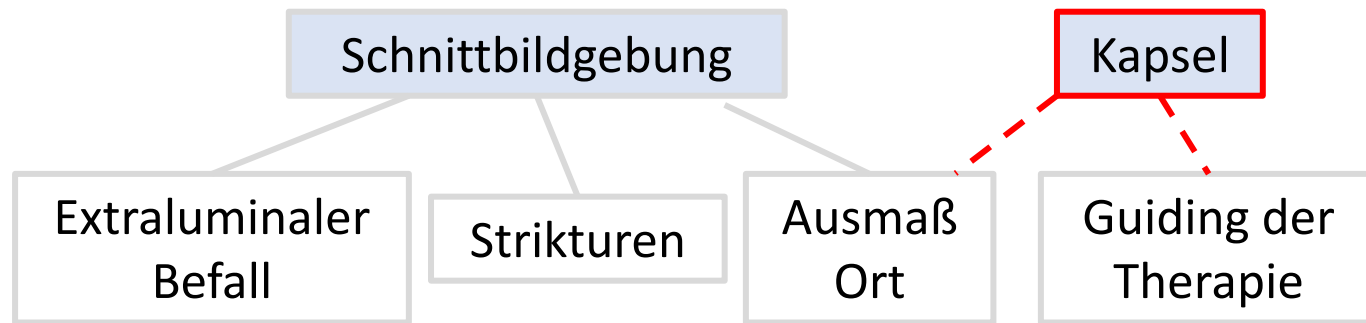 Schnittbildgebung
Kapsel
Extraluminaler
Befall
Strikturen
Ausmaß
Ort
Guiding der
Therapie